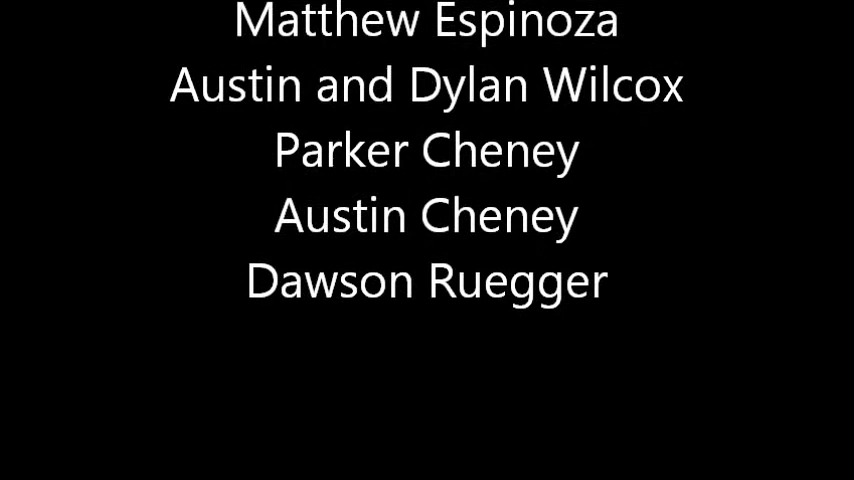 Matthew Espinoza
Austin and Dylan Wilcox
Parker Cheney
Austin Cheney
Dawson Ruegger